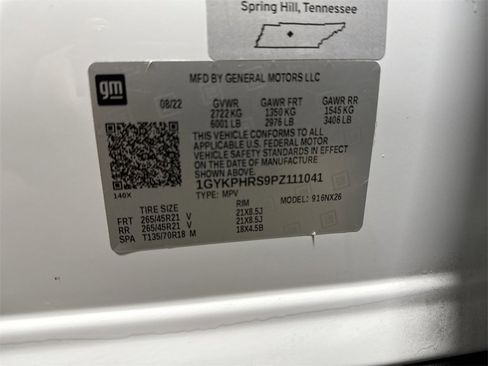 Spring Hill, Tennessee
gm
MFD BY GENERAL MOTORS LLC
08/22 GVWR GAWR FRT GAWR RR
2722 KG 1350 KG 1545 KG
6001 LB 2976 LB 3406 LB
THIS VEHICLE CONFORMS TO ALL
APPLICABLE U.S. FEDERAL MOTOR
VEHICLE SAFETY AND THEFT PREVENTION
STANDARDS IN EFFECT ON THE DATE OF
MANUFACTURE SHOWN ABOVE.
1GYKPHRS9PZ111041
140X TYPE: MPV MODEL: 916NX26
TIRE SIZE RIM
FRT 265/45R21 V 21X8.5J
RR 265/45R21 V 21X8.5J
SPA T135/70R18 M 18X4.5B